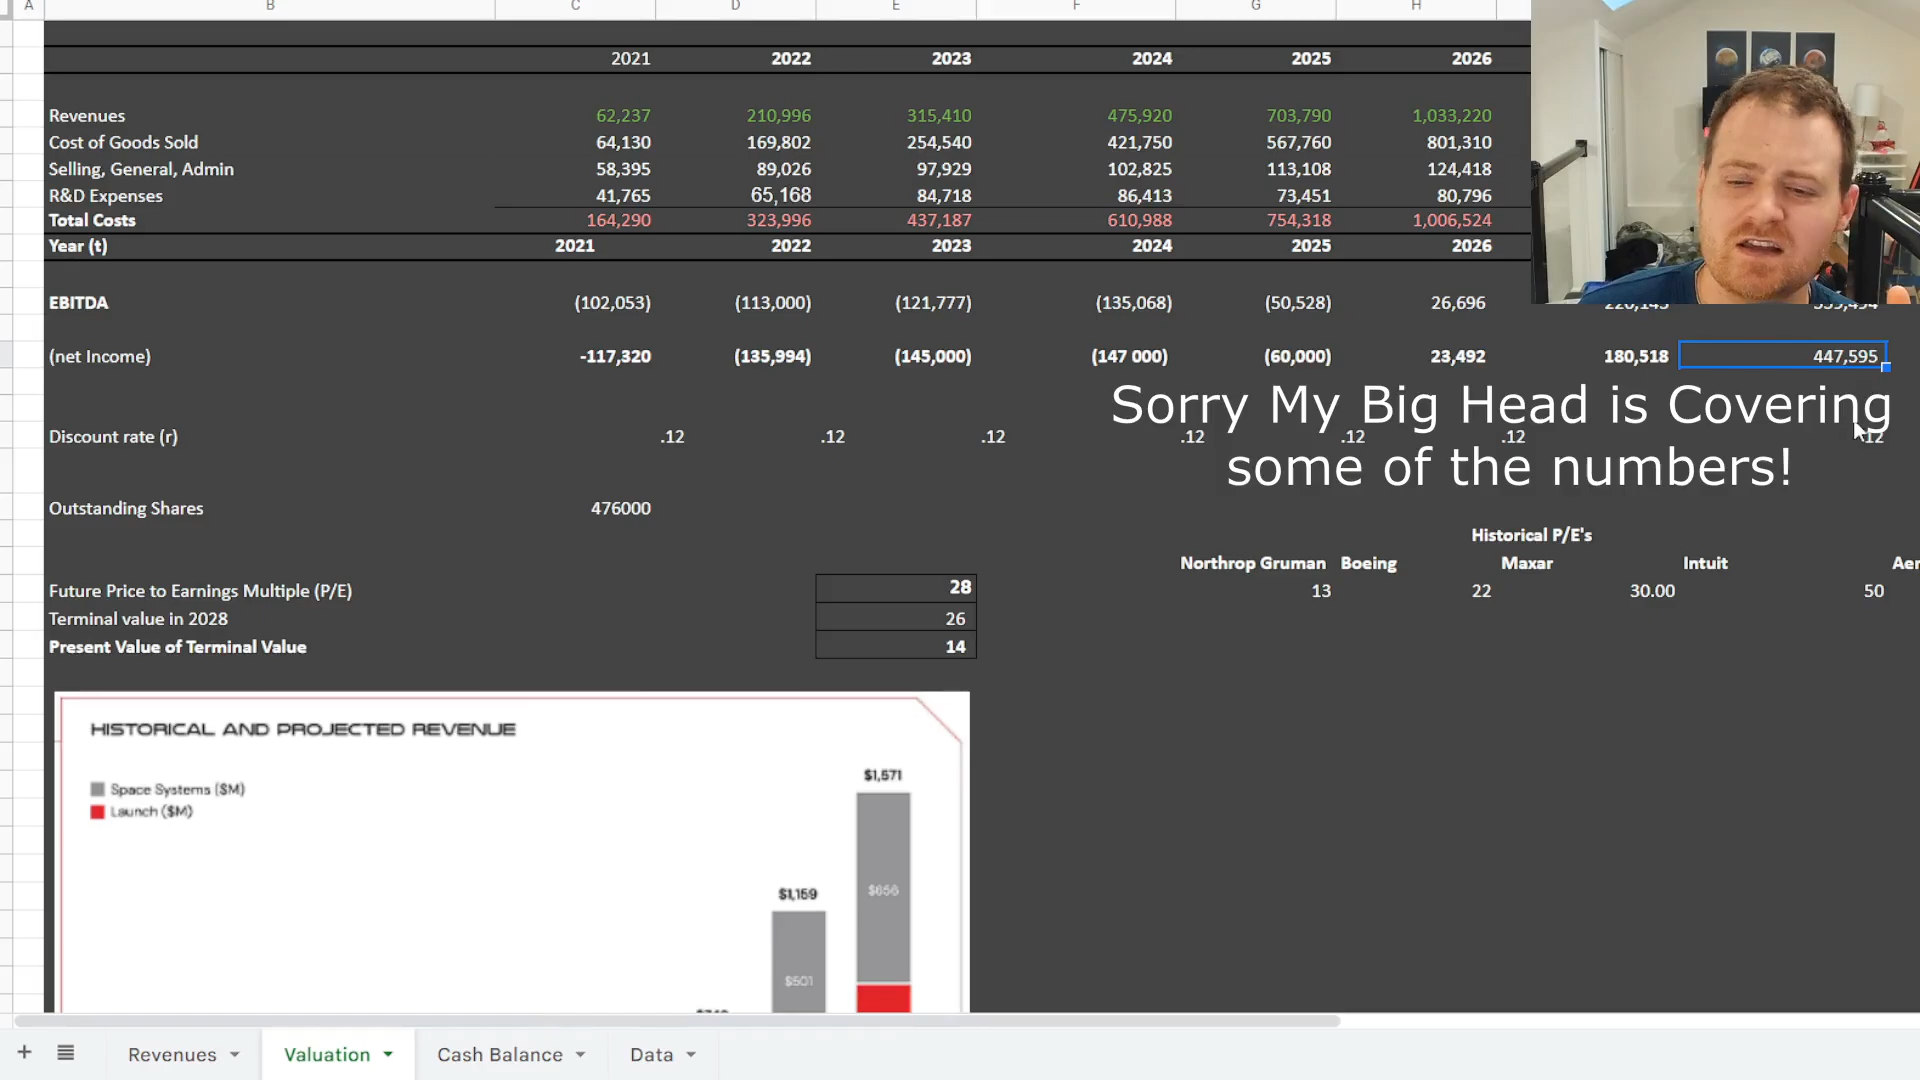 A B C D E F G H
2021 2022 2023 2024 2025 2026
Revenues 62,237 210,996 315,410 475,920 703,790 1,033,220
Cost of Goods Sold 64,130 169,802 254,540 421,750 567,760 801,310
Selling, General, Admin 58,395 89,026 97,929 102,825 113,108 124,418
R&D Expenses 41,765 65,168 84,718 86,413 73,451 80,796
Total Costs 164,290 323,996 437,187 610,988 754,318 1,006,524
Year (t) 2021 2022 2023 2024 2025 2026
EBITDA (102,053) (113,000) (121,777) (135,068) (50,528) 26,696
(net Income) -117,320 (135,994) (145,000) (147 000) (60,000) 23,492 180,518 447,595
Sorry My Big Head is Covering
Discount rate (r) .12 .12 .12 .12 .12 .12 .12
some of the numbers!
Outstanding Shares 476000
Historical P/E's
Northrop Gruman Boeing Maxar Intuit Aer
Future Price to Earnings Multiple (P/E) 28 13 22 30.00 50
Terminal value in 2028 26
Present Value of Terminal Value 14
HISTORICAL AND PROJECTED REVENUE
$1,571
Space Systems ($M)
Launch ($M)
$656
$1,159
$501
+ Revenues Valuation Cash Balance Data